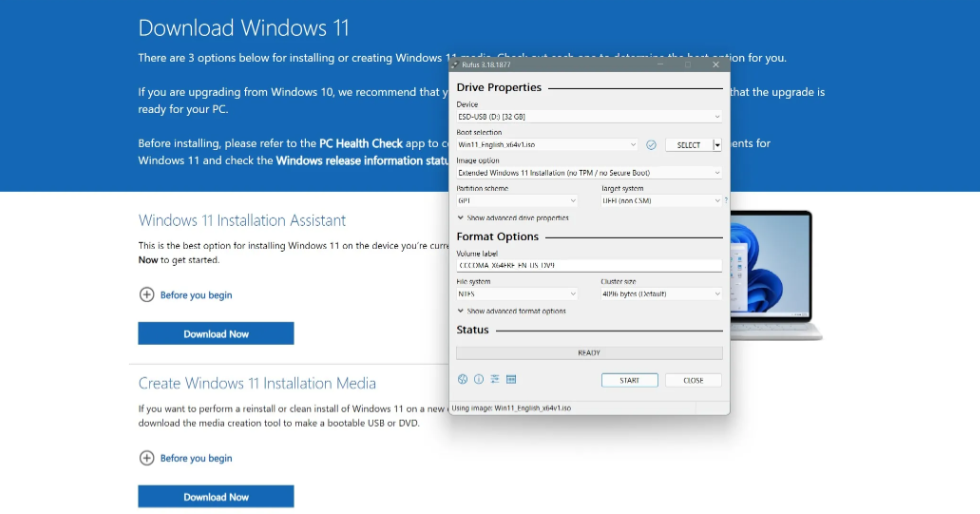 Download Windows 11
There are 3 options below for installing or creating Windows 11 media. Check out each one to determine the best option for you.
If you are upgrading from Windows 10, we recommend that y
that the upgrade is
ready for your PC.
Before installing, please refer to the PC Health Check app to co
ents for
Windows 11 and check the Windows release information statu
Windows 11 Installation Assistant
This is the best option for installing Windows 11 on the device you're curre
Now to get started.
Before you begin
Download Now
Create Windows 11 Installation Media
If you want to perform a reinstall or clean install of Windows 11 on a new
download the media creation tool to make a bootable USB or DVD.
Before you begin
Download Now
Rufus 3.18.1877
Drive Properties
Device
ESD-USB (D:) [32 GB]
Boot selection
Win11_English_x64v1.iso
SELECT
Image option
Extended Windows 11 Installation (no TPM / no Secure Boot)
Partition scheme
Target system
GPT
UEFI (non CSM)
?
Show advanced drive properties
Format Options
Volume label
CCCOMA_X64FRE_EN-US_DV9
File system
Cluster size
NTFS
4096 bytes (Default)
Show advanced format options
Status
READY
START
CLOSE
Using image: Win11_English_x64v1.iso